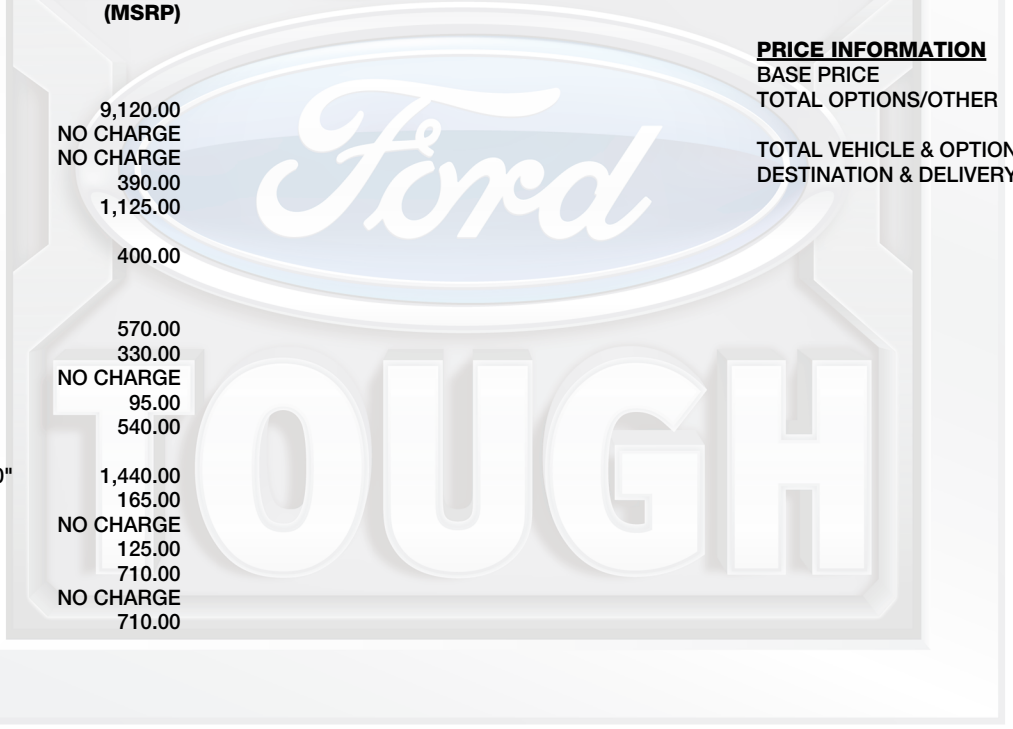 (MSRP)
9,120.00
NO CHARGE
NO CHARGE
390.00
1,125.00
400.00
570.00
330.00
NO CHARGE
95.00
540.00
0" 1,440.00
165.00
NO CHARGE
125.00
710.00
NO CHARGE
710.00
PRICE INFORMATION
BASE PRICE
TOTAL OPTIONS/OTHER
TOTAL VEHICLE & OPTION
DESTINATION & DELIVERY
Ford
TOUGH